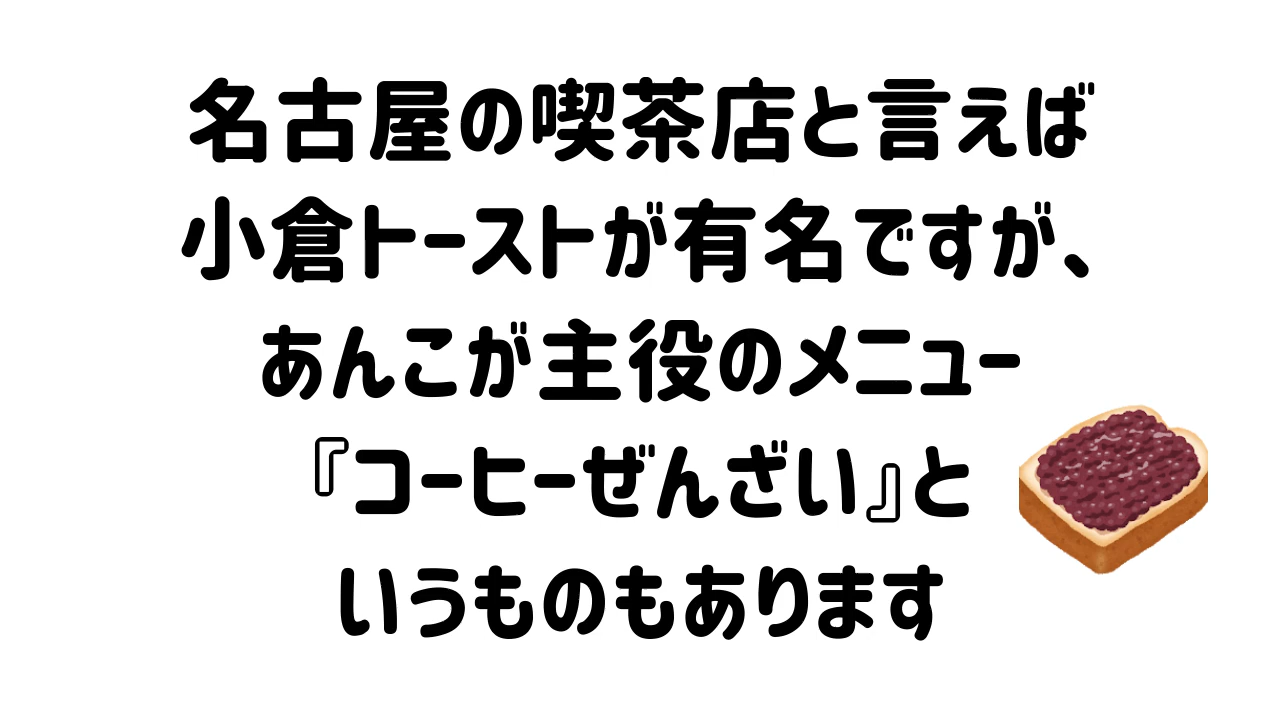 名古屋の喫茶店と言えば
小倉トーストが有名ですが、
あんこが主役のメニュー
『コーヒーぜんざい』と
いうものもあります